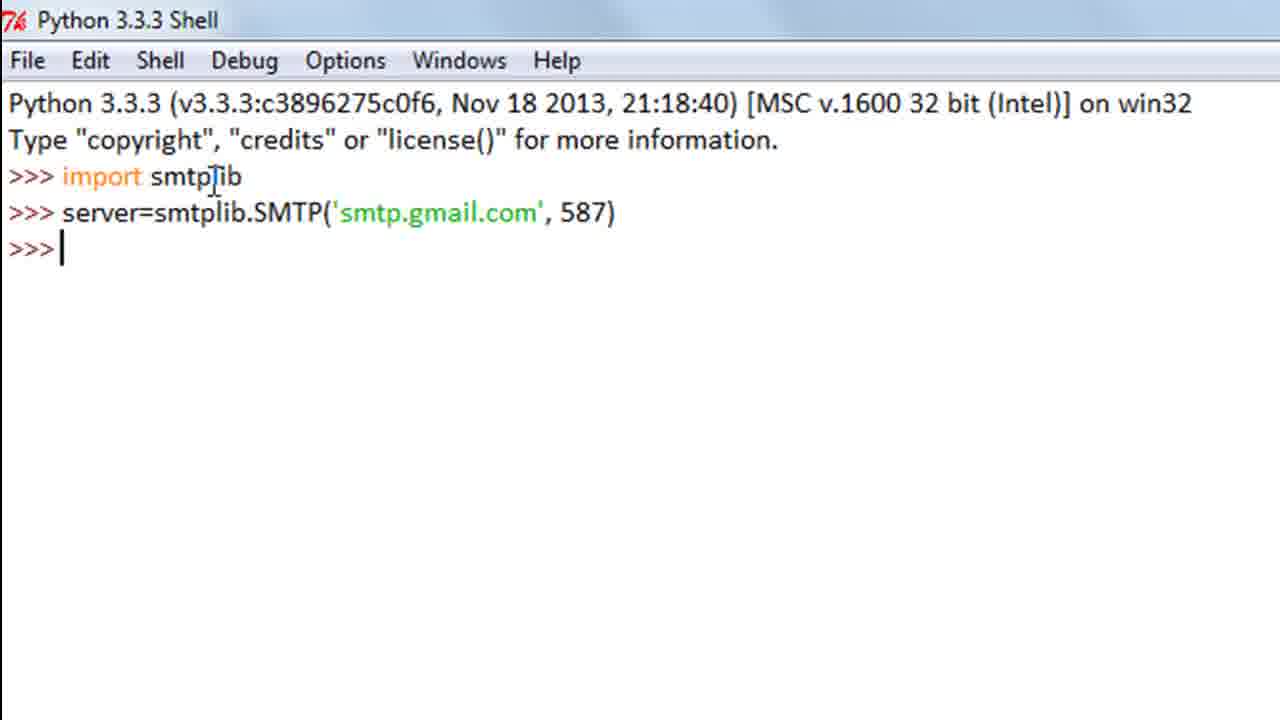 Python 3.3.3 Shell
File Edit Shell Debug Options Windows Help
Python 3.3.3 (v3.3.3:c3896275c0f6, Nov 18 2013, 21:18:40) [MSC v.1600 32 bit (Intel)] on win32
Type "copyright", "credits" or "license()" for more information.
>>> import smtplib
>>> server=smtplib.SMTP('smtp.gmail.com', 587)
>>>